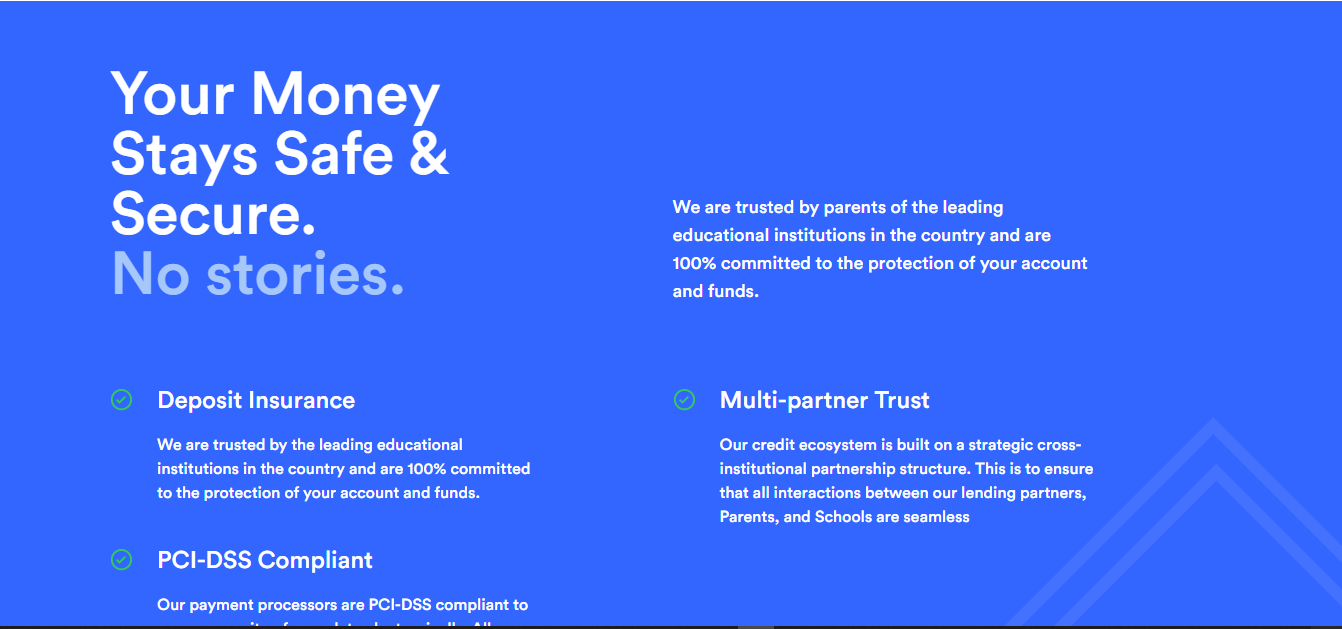 Your Money
Stays Safe &
Secure.
No stories.
We are trusted by parents of the leading
educational institutions in the country and are
100% committed to the protection of your account
and funds.
Deposit Insurance
We are trusted by the leading educational
institutions in the country and are 100% committed
to the protection of your account and funds.
Multi-partner Trust
Our credit ecosystem is built on a strategic cross-
institutional partnership structure. This is to ensure
that all interactions between our lending partners,
Parents, and Schools are seamless
PCI-DSS Compliant
Our payment processors are PCI-DSS compliant to